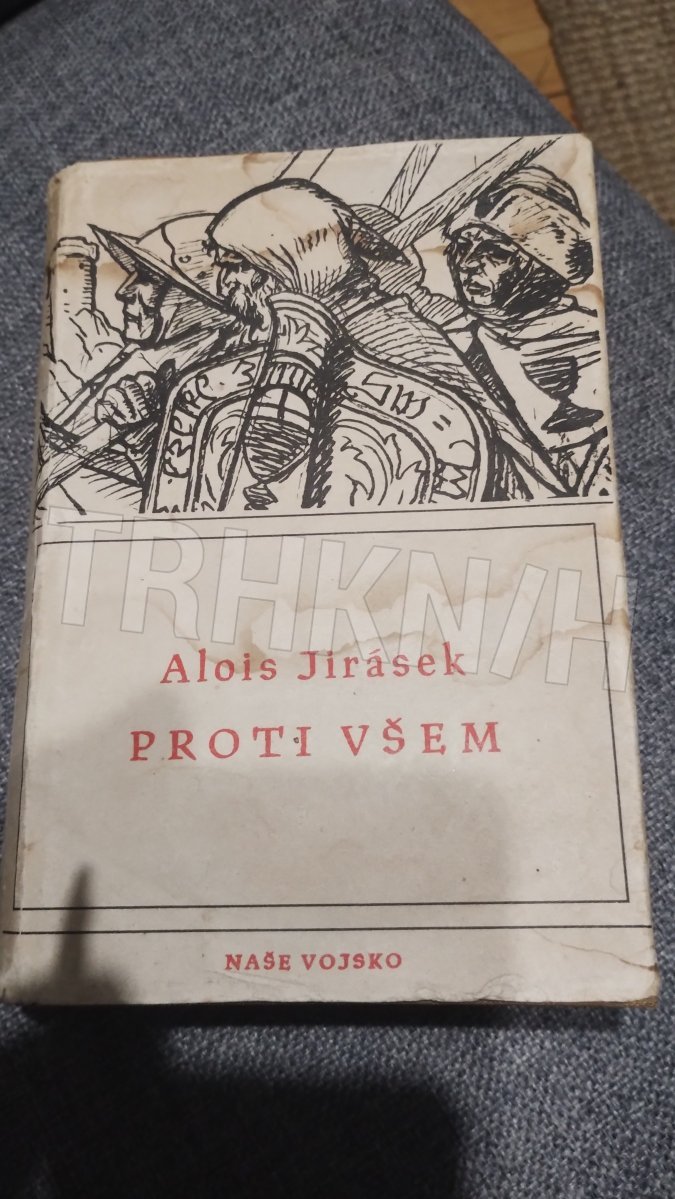 TRHKNIH
Alois Jirásek
PROTI VŠEM
NAŠE VOJSKO